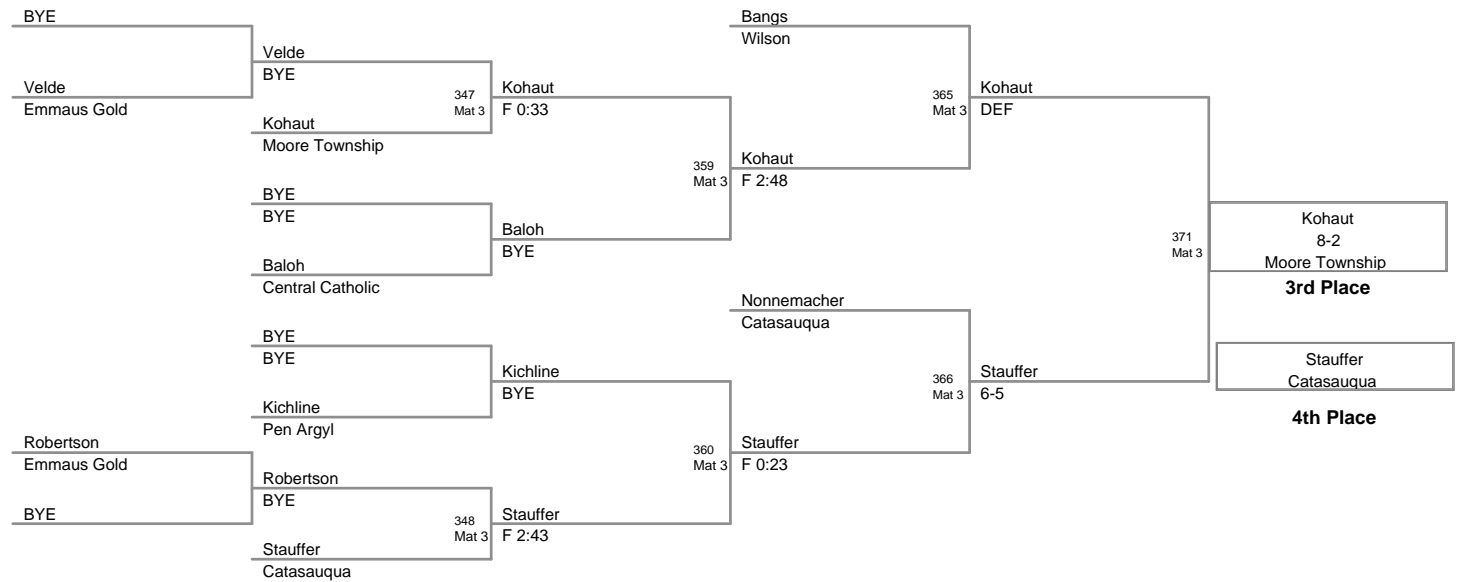 BYE
Velde
Emmaus Gold
Velde
BYE
Kohaut
Moore Township
347
Mat 3
Kohaut
F 0:33
BYE
BYE
Baloh
Central Catholic
Baloh
BYE
359
Mat 3
Kohaut
F 2:48
Bangs
Wilson
365
Mat 3
Kohaut
DEF
BYE
BYE
Kichline
Pen Argyl
Kichline
BYE
Robertson
Emmaus Gold
BYE
Robertson
BYE
Stauffer
Catasauqua
348
Mat 3
Stauffer
F 2:43
360
Mat 3
Stauffer
F 0:23
Nonnemacher
Catasauqua
366
Mat 3
Stauffer
6-5
371
Mat 3
Kohaut
8-2
Moore Township
3rd Place
Stauffer
Catasauqua
4th Place